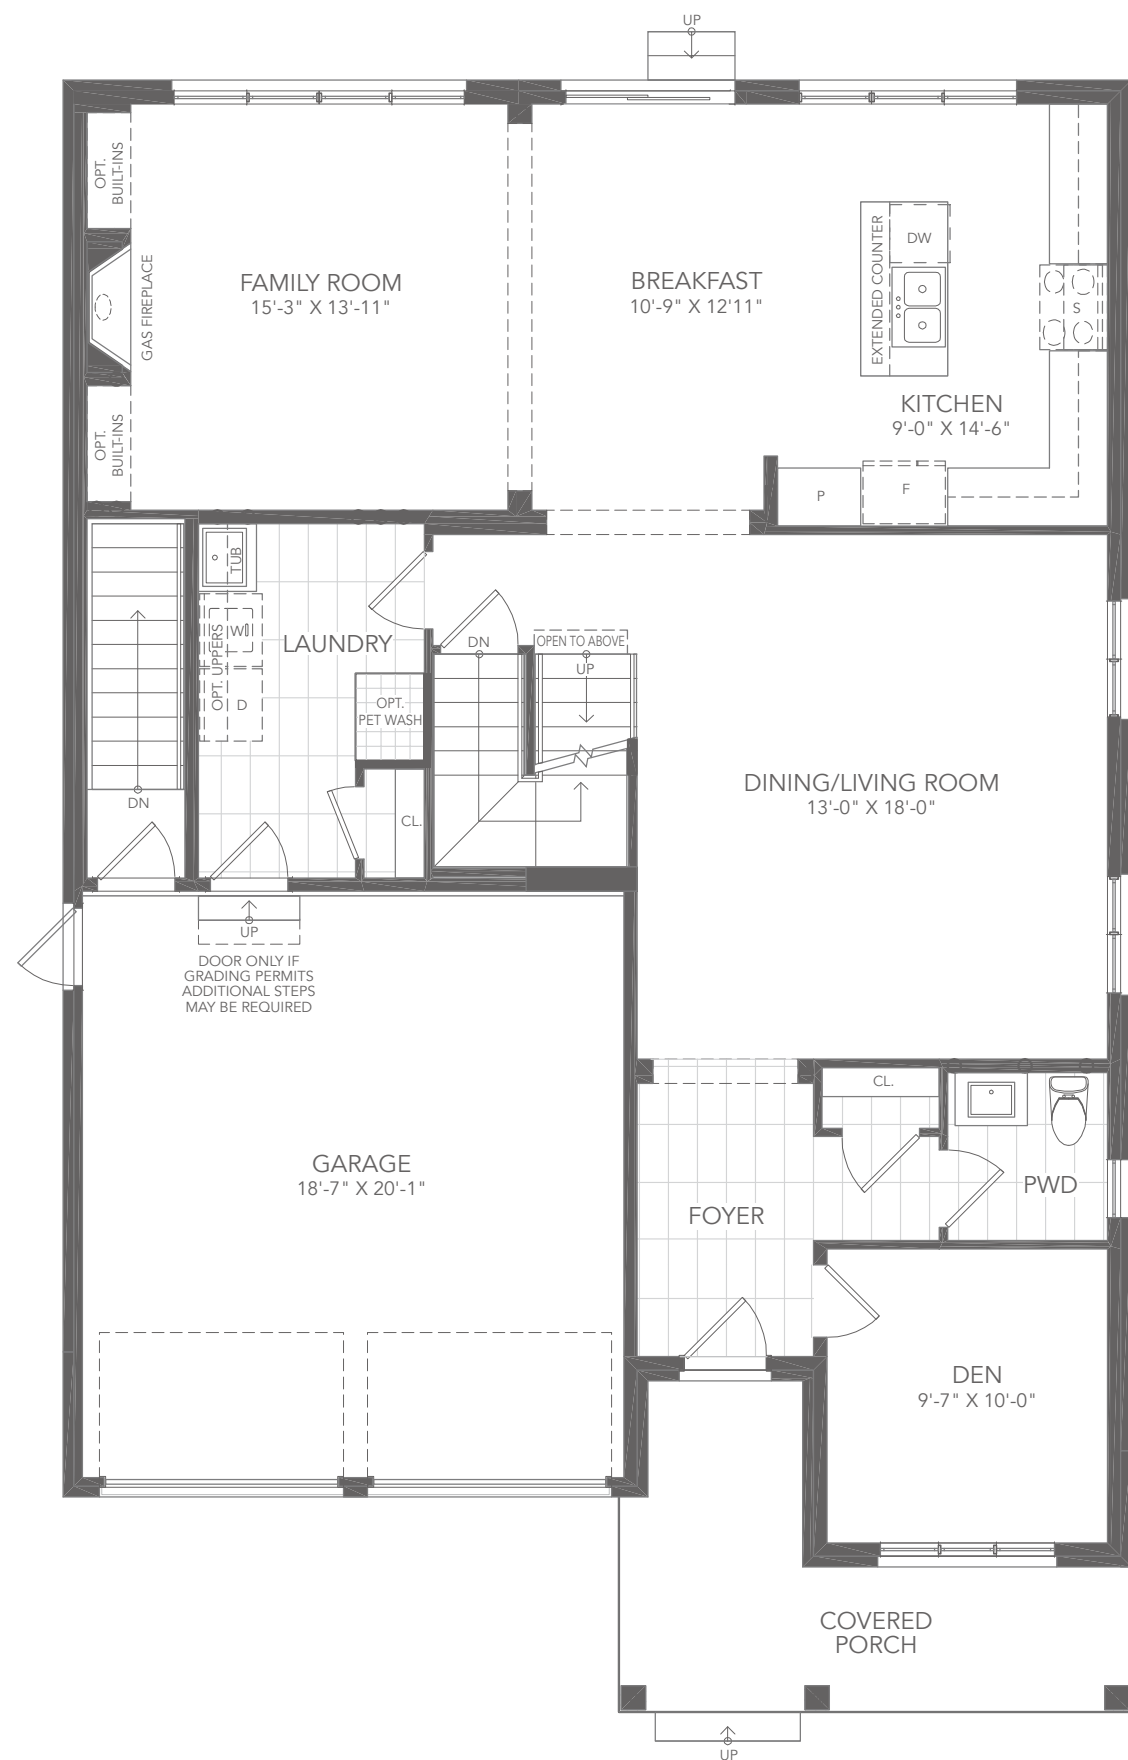 UP
OPT.
BUILT-INS
GAS FIREPLACE
OPT.
BUILT-INS
FAMILY ROOM
15'-3" X 13'-11"
BREAKFAST
10'-9" X 12'11"
EXTENDED COUNTER
DW
S
KITCHEN
9'-0" X 14'-6"
P
F
TUB
W
OPT. UPPERS
D
LAUNDRY
OPT.
PET WASH
CL.
DN
DN
OPEN TO ABOVE
UP
DINING/LIVING ROOM
13'-0" X 18'-0"
UP
DOOR ONLY IF
GRADING PERMITS
ADDITIONAL STEPS
MAY BE REQUIRED
GARAGE
18'-7" X 20'-1"
CL.
FOYER
PWD
DEN
9'-7" X 10'-0"
COVERED
PORCH
UP